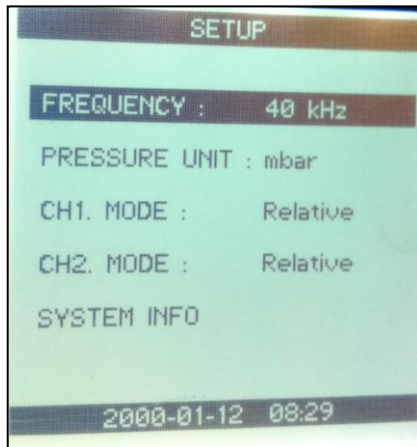 SETUP
FREQUENCY : 40 kHz
PRESSURE UNIT : mbar
CH1. MODE : Relative
CH2. MODE : Relative
SYSTEM INFO
2000-01-12 08:29